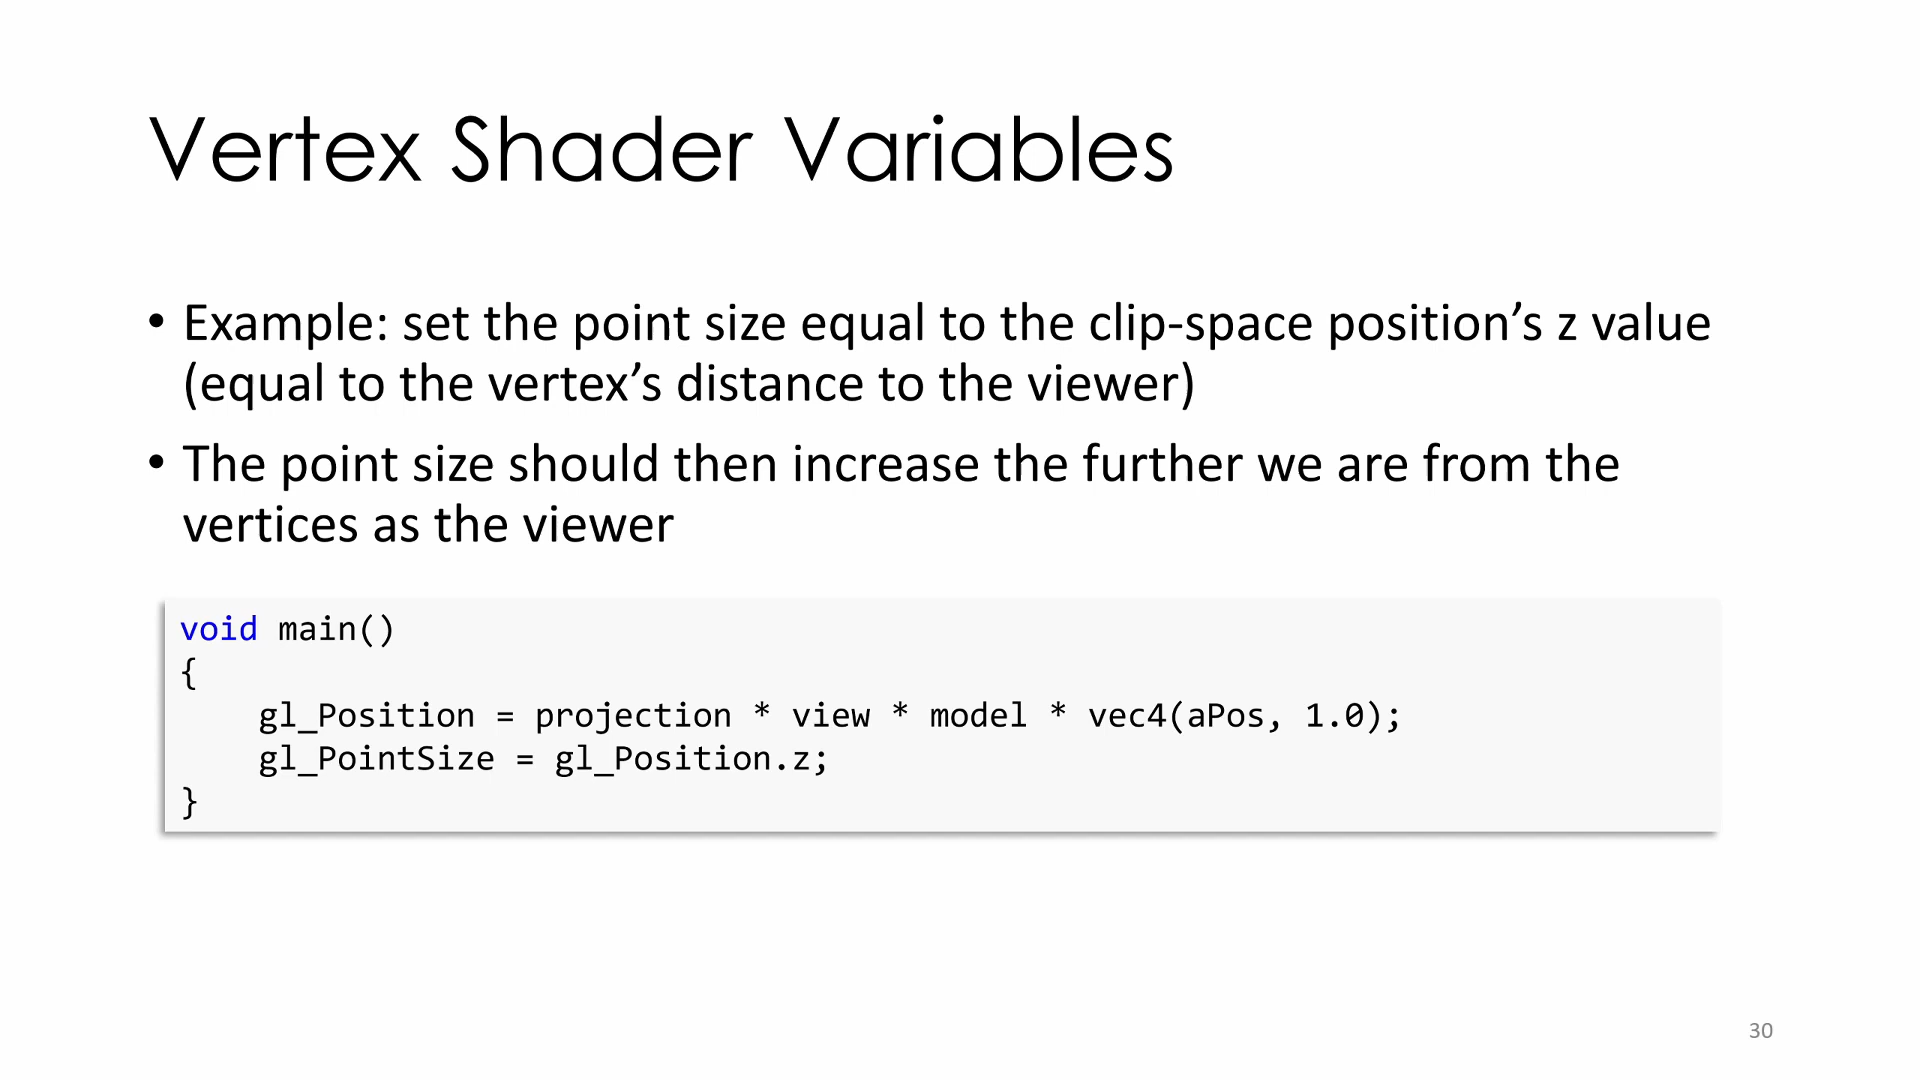 Vertex Shader Variables
• Example: set the point size equal to the clip-space position’s z value
(equal to the vertex’s distance to the viewer)
• The point size should then increase the further we are from the
vertices as the viewer
void main()
{
    gl_Position = projection * view * model * vec4(aPos, 1.0);
    gl_PointSize = gl_Position.z;
}
30